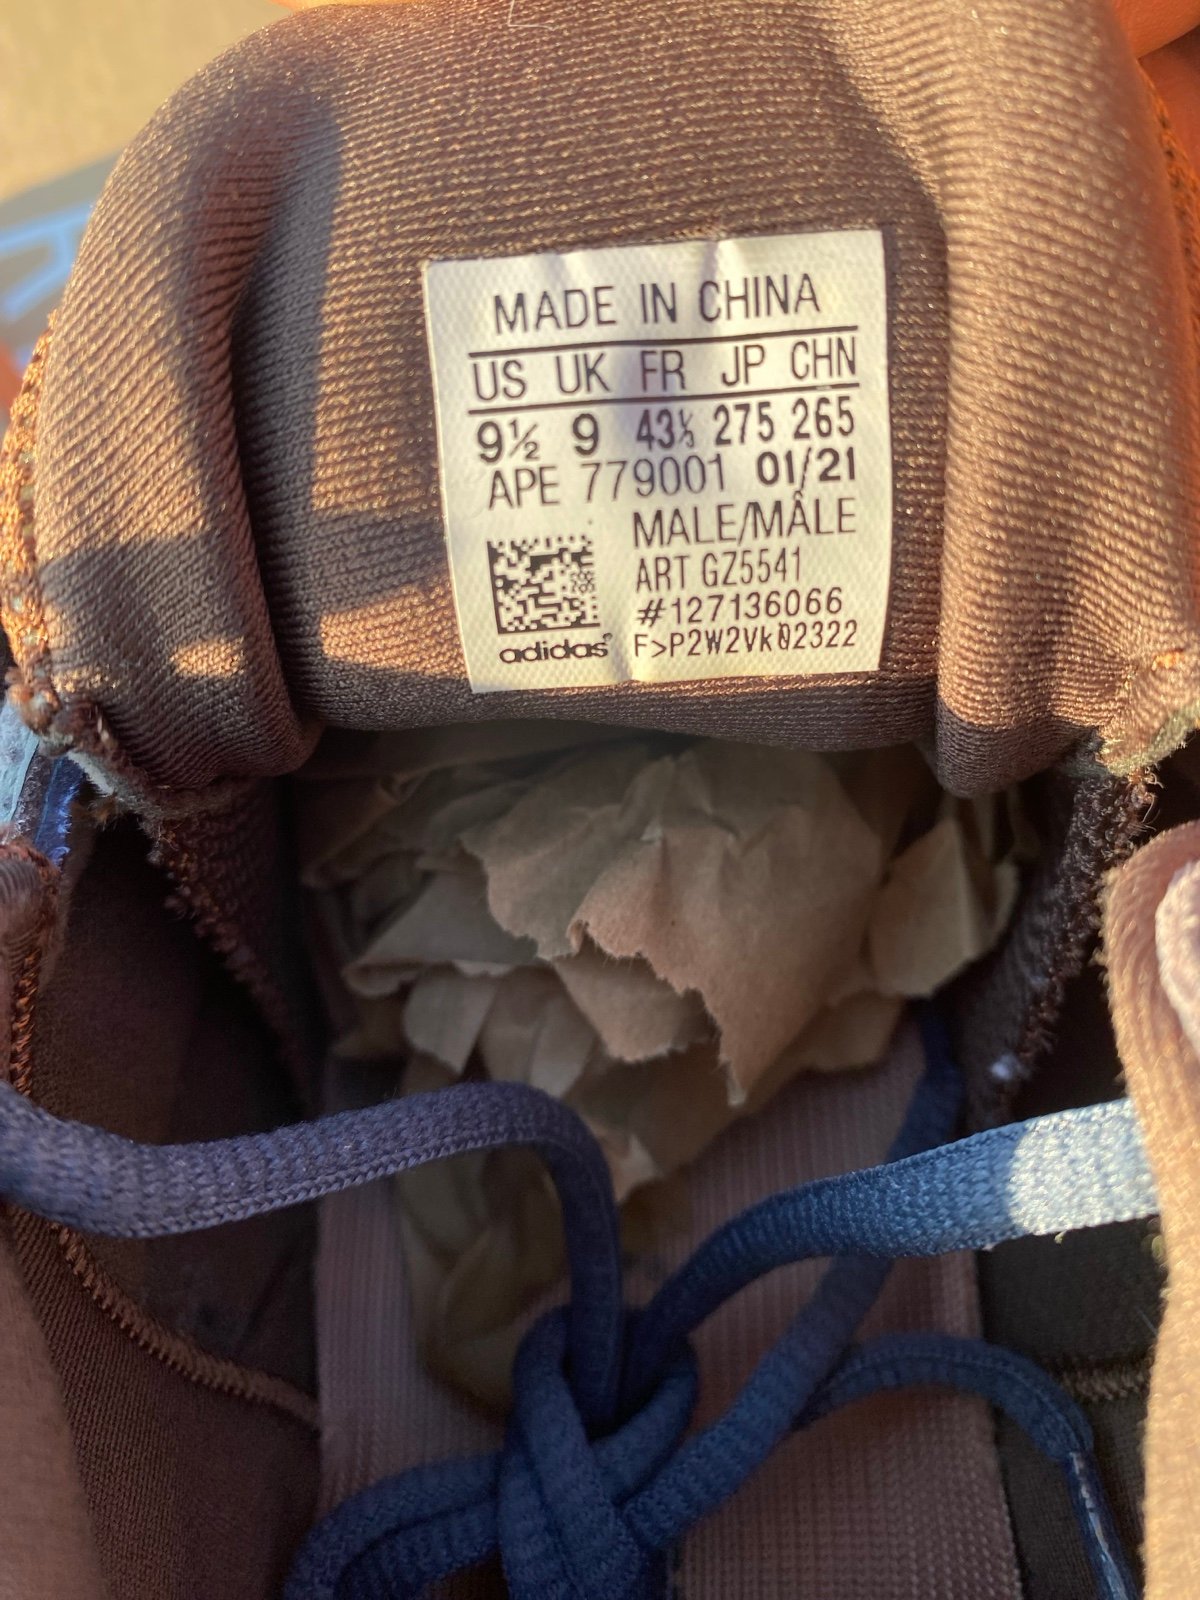 MADE IN CHINA
US UK FR JP CHN
9½ 9 43⅓ 275 265
APE 779001 01/21
MALE/MÂLE
ART GZ5541
#127136066
F>P2W2Vk02322
adidas®